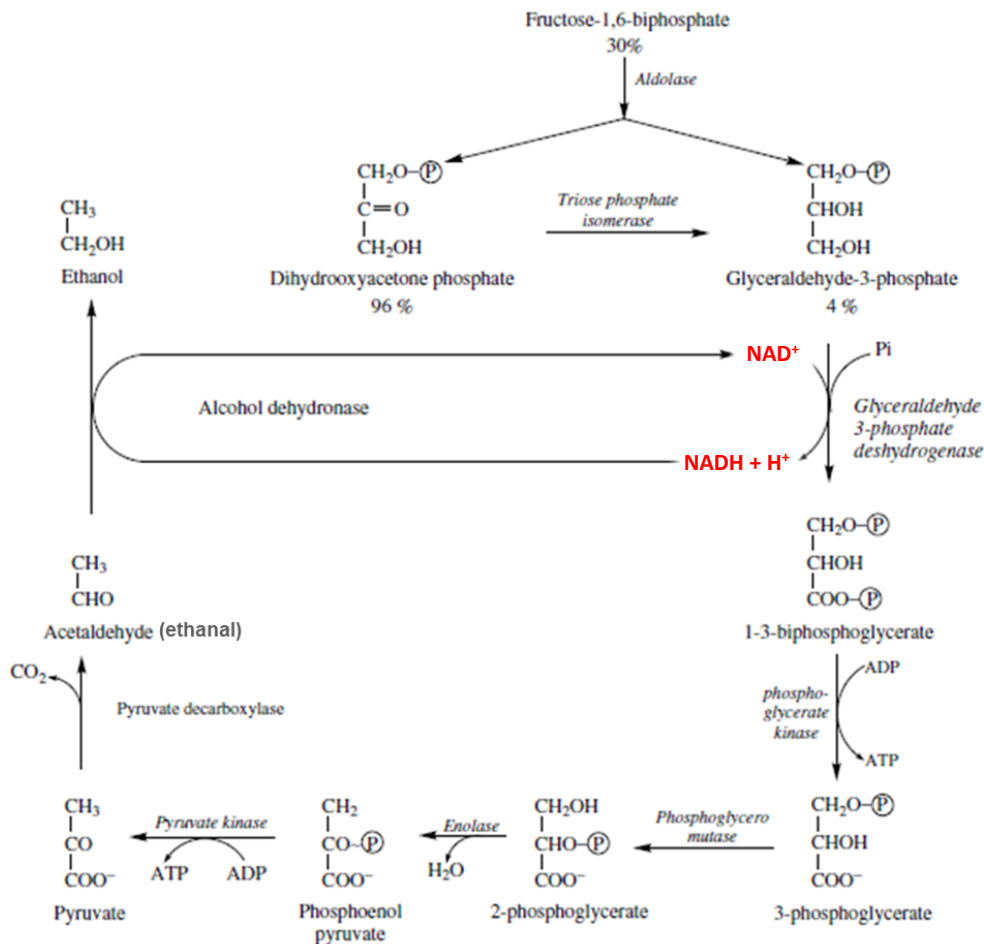 Fructose-1,6-biphosphate
30%
Aldolase
CH₂O–Ⓟ
C=O
CH₂OH
Dihydrooxyacetone phosphate
96 %
Triose phosphate
isomerase
CH₂O–Ⓟ
CHOH
CH₂OH
Glyceraldehyde-3-phosphate
4 %
CH₃
CH₂OH
Ethanol
NAD⁺
Pi
Alcohol dehydronase
Glyceraldehyde
3-phosphate
deshydrogenase
NADH + H⁺
CH₂O–Ⓟ
CHOH
COO–Ⓟ
1-3-biphosphoglycerate
CH₃
CHO
Acetaldehyde (ethanal)
CO₂
Pyruvate decarboxylase
ADP
phospho-
glycerate
kinase
ATP
CH₂O–Ⓟ
CHOH
COO⁻
3-phosphoglycerate
Phosphoglycero
mutase
CH₂OH
CHO–Ⓟ
COO⁻
2-phosphoglycerate
Enolase
H₂O
CH₂
CO~Ⓟ
COO⁻
Phosphoenol
pyruvate
Pyruvate kinase
ATP
ADP
CH₃
CO
COO⁻
Pyruvate